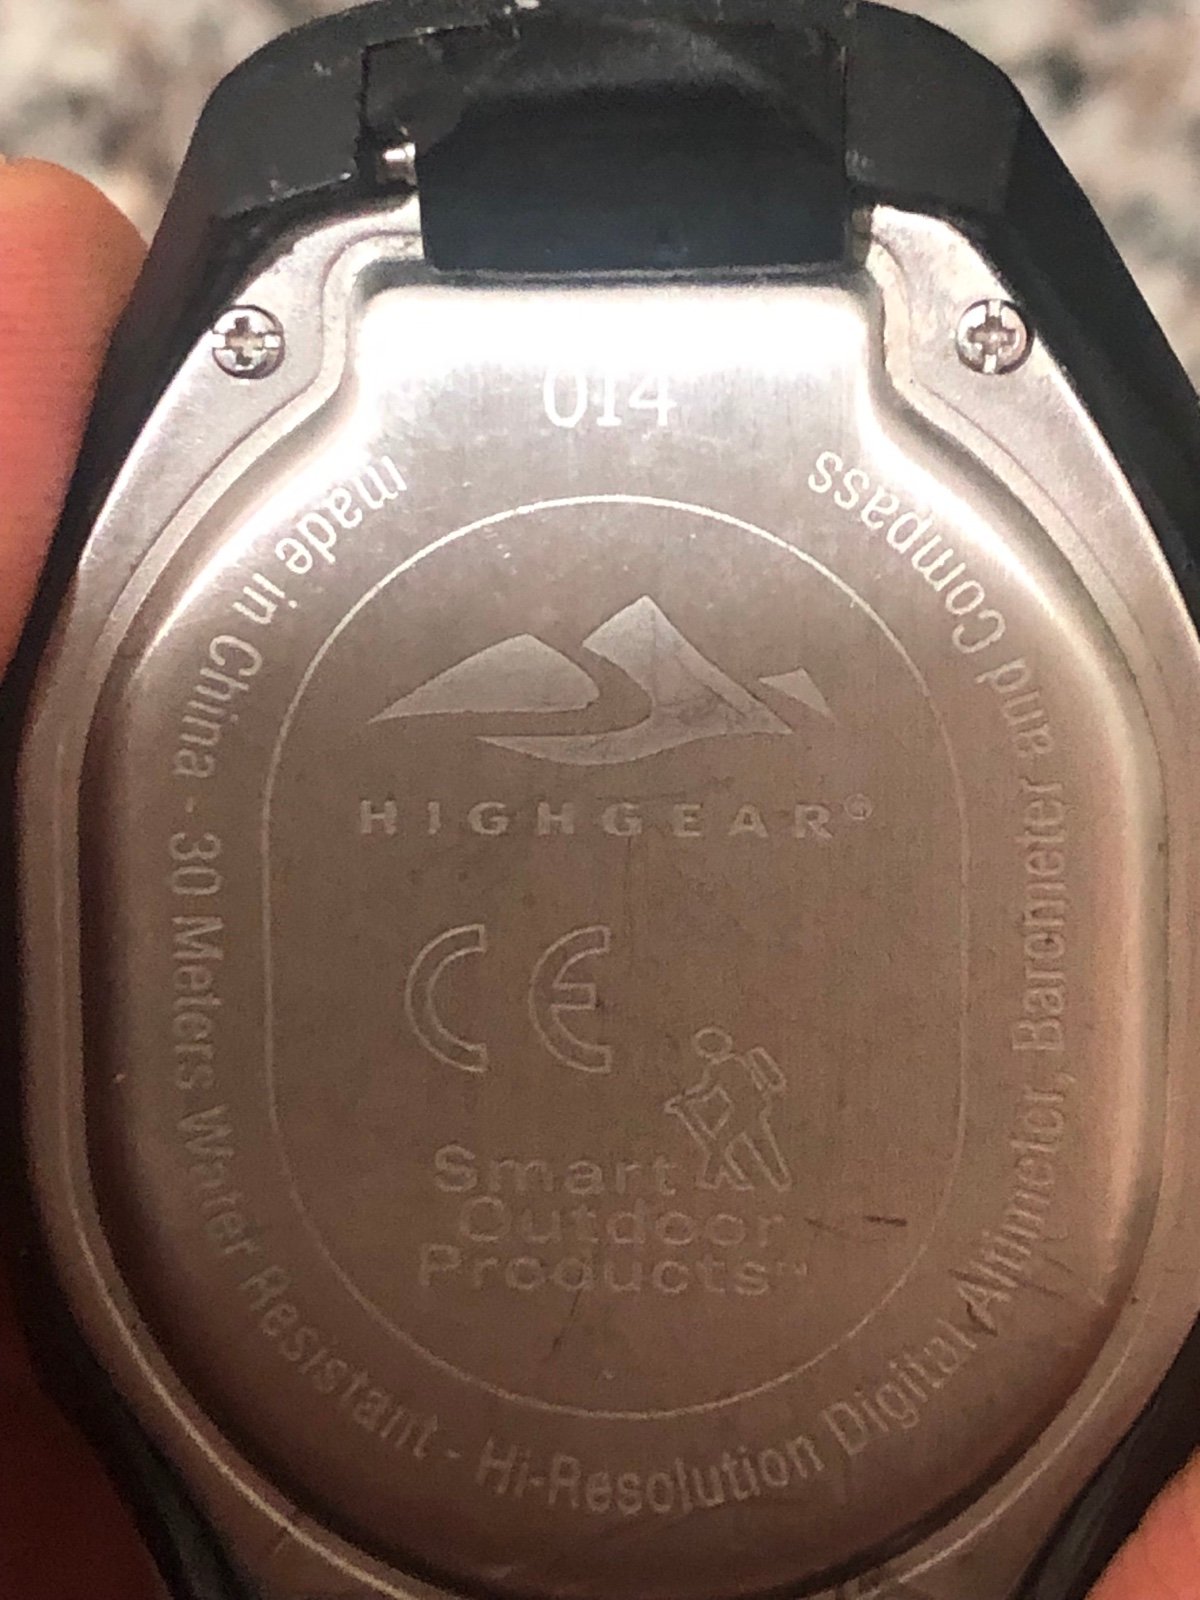 014
made in China - 30 Meters Water Resistant - Hi-Resolution Digital Altimeter, Barometer and Compass
HIGHGEAR®
CE
Smart
Outdoor
Products™